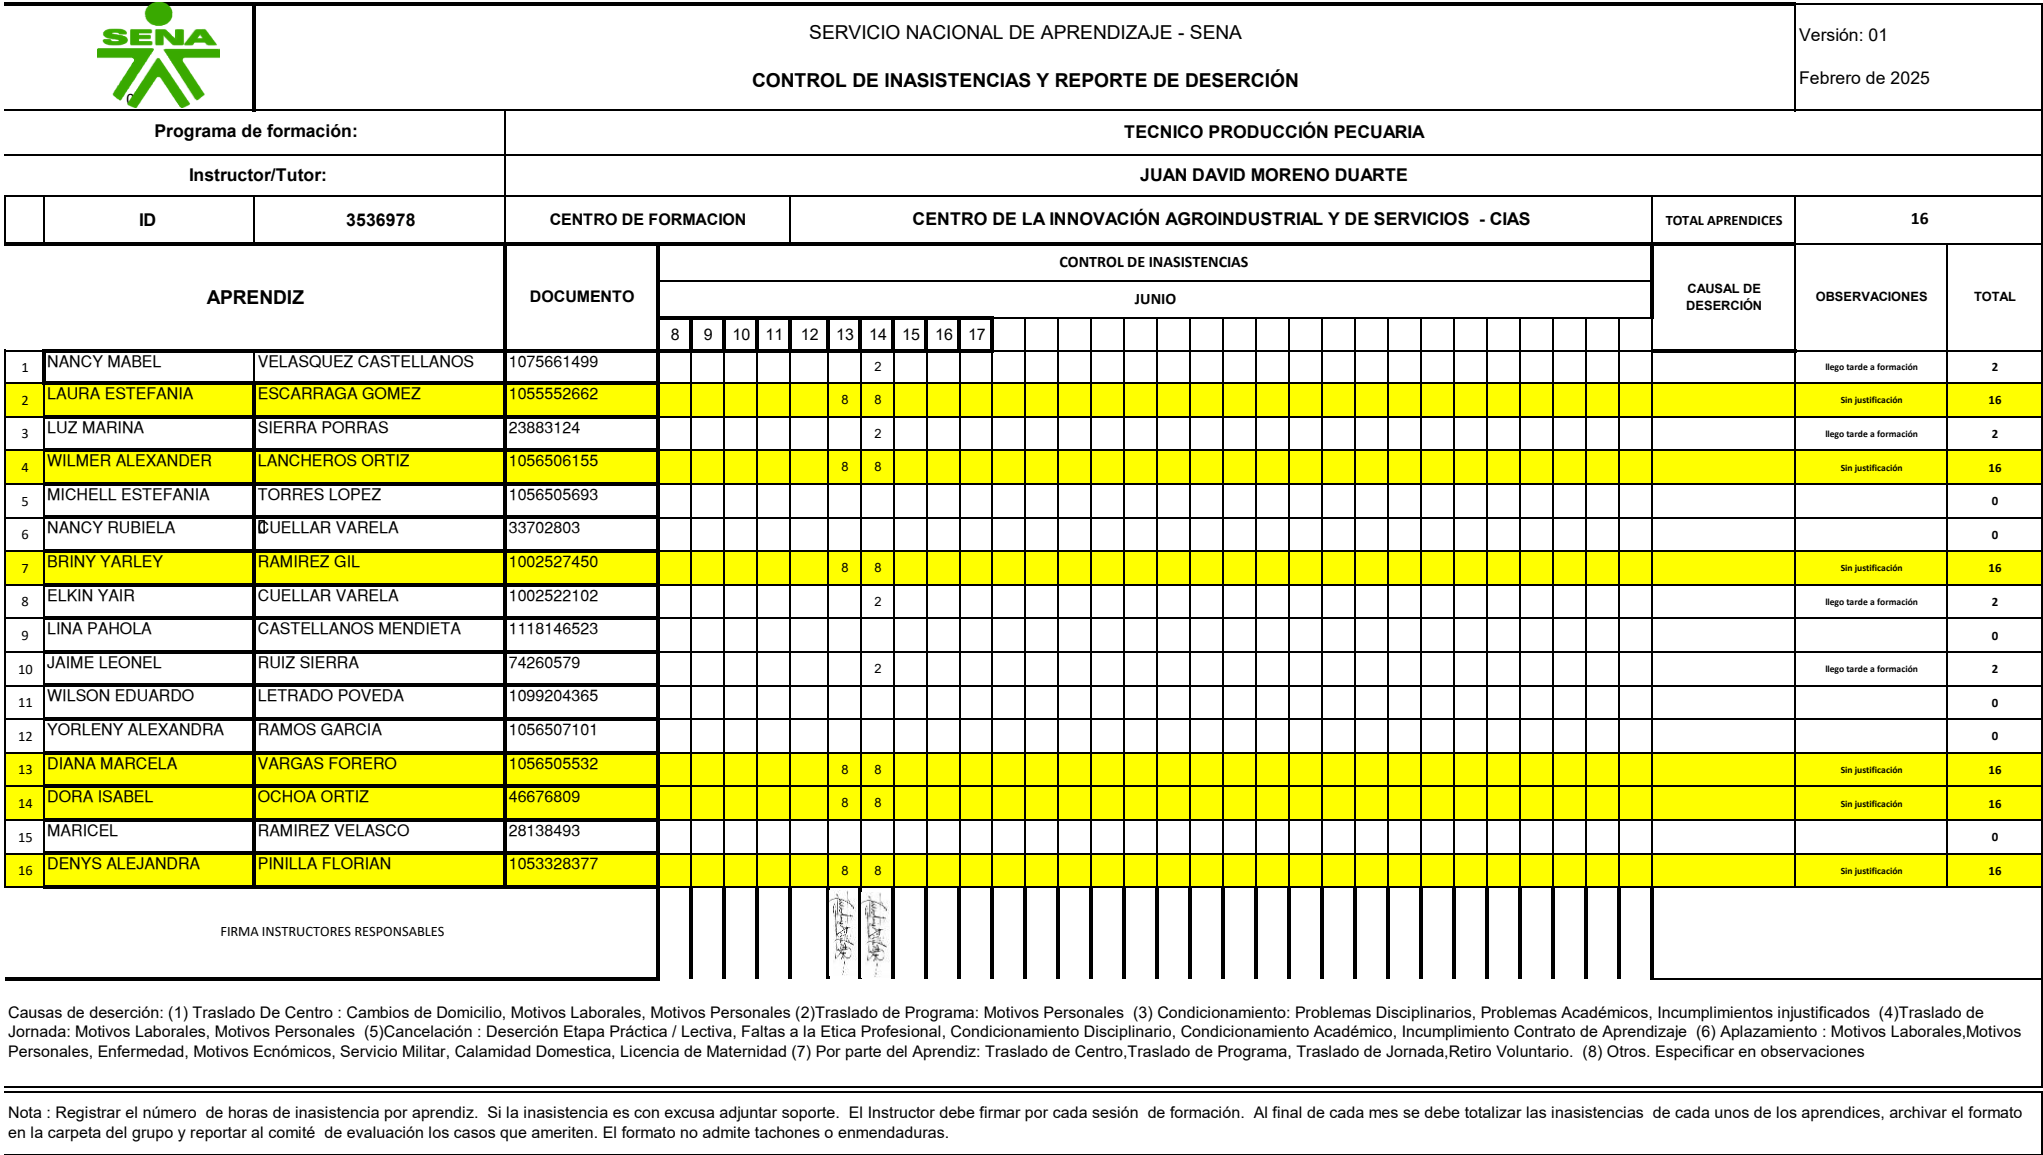 SENA
SERVICIO NACIONAL DE APRENDIZAJE - SENA
CONTROL DE INASISTENCIAS Y REPORTE DE DESERCIÓN
Versión: 01
Febrero de 2025
Programa de formación: TECNICO PRODUCCIÓN PECUARIA
Instructor/Tutor: JUAN DAVID MORENO DUARTE
ID 3536978 CENTRO DE FORMACION CENTRO DE LA INNOVACIÓN AGROINDUSTRIAL Y DE SERVICIOS - CIAS TOTAL APRENDICES 16
APRENDIZ DOCUMENTO CONTROL DE INASISTENCIAS CAUSAL DE DESERCIÓN OBSERVACIONES TOTAL
JUNIO
8 9 10 11 12 13 14 15 16 17
1 NANCY MABEL VELASQUEZ CASTELLANOS 1075661499 2 llego tarde a formación 2
2 LAURA ESTEFANIA ESCARRAGA GOMEZ 1055552662 8 8 Sin justificación 16
3 LUZ MARINA SIERRA PORRAS 23883124 2 llego tarde a formación 2
4 WILMER ALEXANDER LANCHEROS ORTIZ 1056506155 8 8 Sin justificación 16
5 MICHELL ESTEFANIA TORRES LOPEZ 1056505693 0
6 NANCY RUBIELA CUELLAR VARELA 33702803 0
7 BRINY YARLEY RAMIREZ GIL 1002527450 8 8 Sin justificación 16
8 ELKIN YAIR CUELLAR VARELA 1002522102 2 llego tarde a formación 2
9 LINA PAHOLA CASTELLANOS MENDIETA 1118146523 0
10 JAIME LEONEL RUIZ SIERRA 74260579 2 llego tarde a formación 2
11 WILSON EDUARDO LETRADO POVEDA 1099204365 0
12 YORLENY ALEXANDRA RAMOS GARCIA 1056507101 0
13 DIANA MARCELA VARGAS FORERO 1056505532 8 8 Sin justificación 16
14 DORA ISABEL OCHOA ORTIZ 46676809 8 8 Sin justificación 16
15 MARICEL RAMIREZ VELASCO 28138493 0
16 DENYS ALEJANDRA PINILLA FLORIAN 1053328377 8 8 Sin justificación 16
FIRMA INSTRUCTORES RESPONSABLES
Causas de deserción: (1) Traslado De Centro : Cambios de Domicilio, Motivos Laborales, Motivos Personales (2)Traslado de Programa: Motivos Personales (3) Condicionamiento: Problemas Disciplinarios, Problemas Académicos, Incumplimientos injustificados (4)Traslado de
Jornada: Motivos Laborales, Motivos Personales (5)Cancelación : Deserción Etapa Práctica / Lectiva, Faltas a la Etica Profesional, Condicionamiento Disciplinario, Condicionamiento Académico, Incumplimiento Contrato de Aprendizaje (6) Aplazamiento : Motivos Laborales,Motivos
Personales, Enfermedad, Motivos Ecnómicos, Servicio Militar, Calamidad Domestica, Licencia de Maternidad (7) Por parte del Aprendiz: Traslado de Centro,Traslado de Programa, Traslado de Jornada,Retiro Voluntario. (8) Otros. Especificar en observaciones
Nota : Registrar el número de horas de inasistencia por aprendiz. Si la inasistencia es con excusa adjuntar soporte. El Instructor debe firmar por cada sesión de formación. Al final de cada mes se debe totalizar las inasistencias de cada unos de los aprendices, archivar el formato
en la carpeta del grupo y reportar al comité de evaluación los casos que ameriten. El formato no admite tachones o enmendaduras.